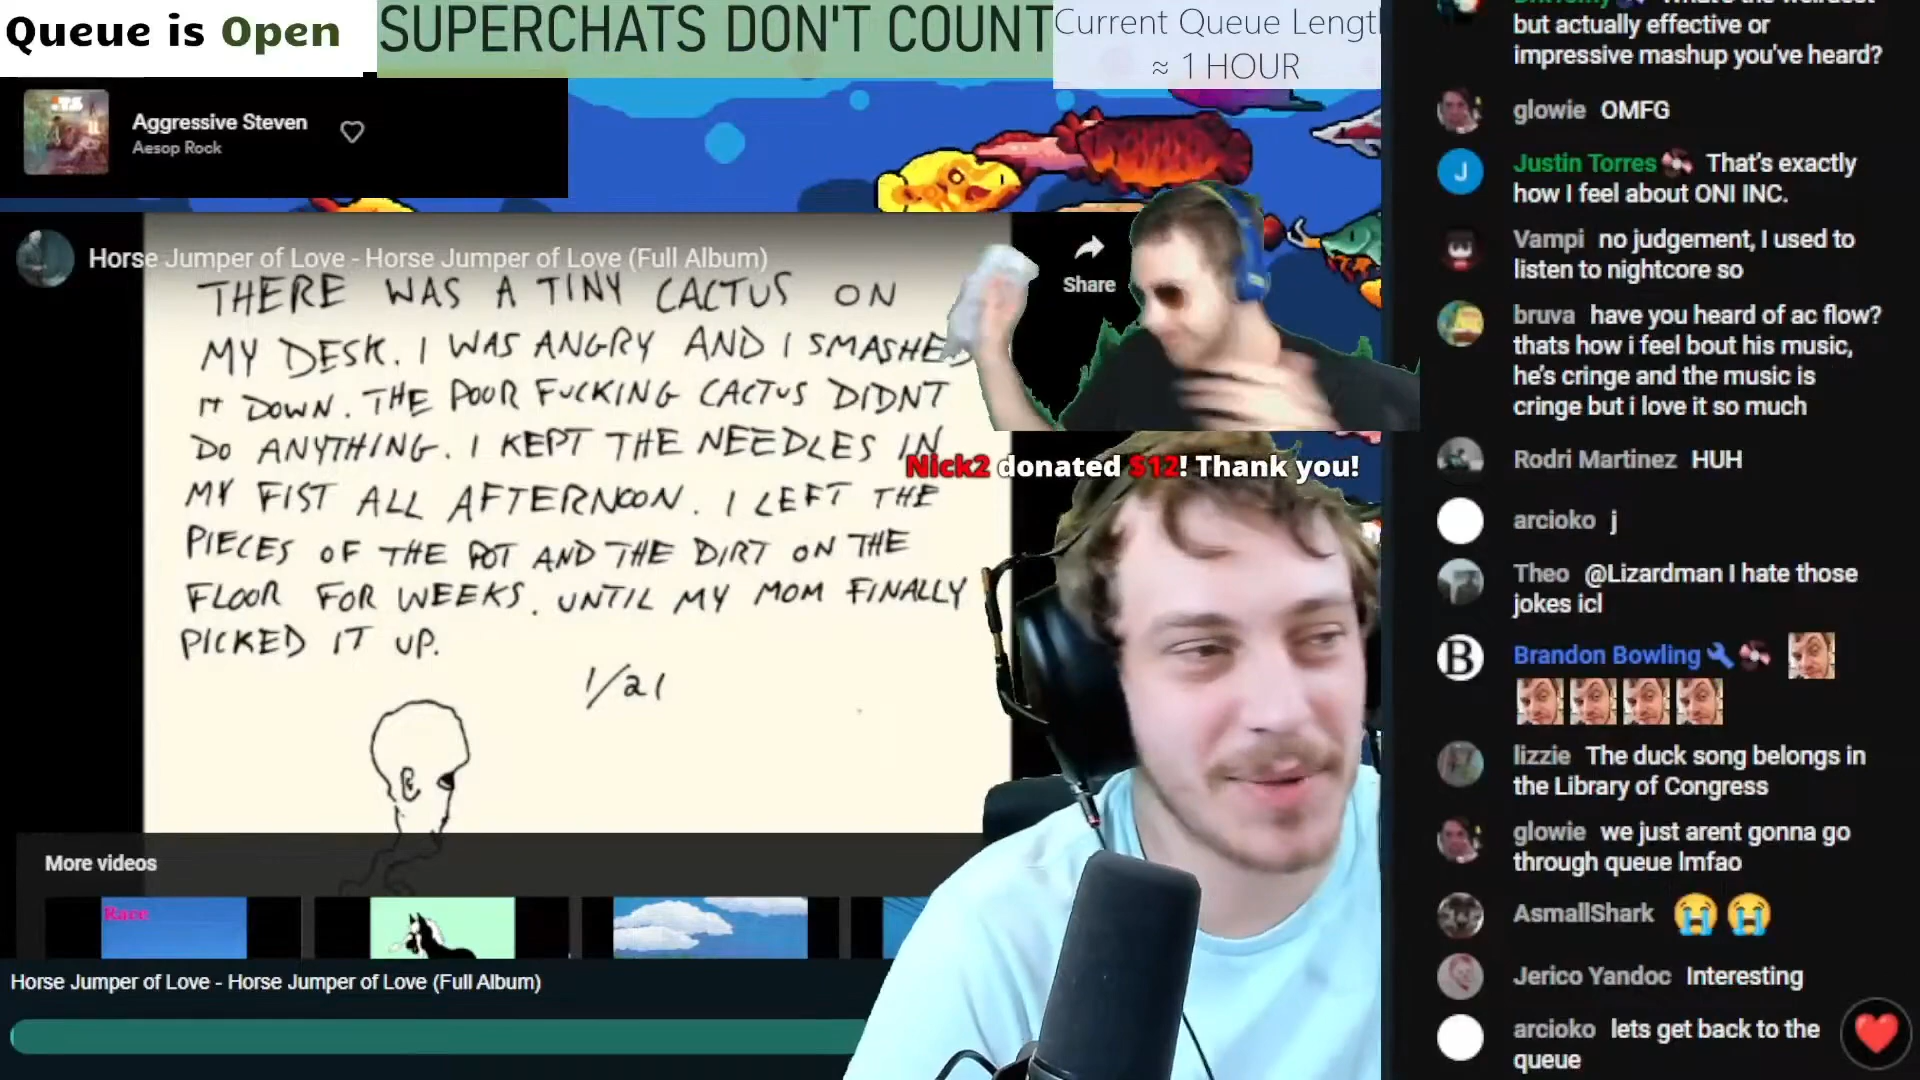 Queue is Open
SUPERCHATS DON'T COUNT
Current Queue Lengt
≈ 1 HOUR
Aggressive Steven
Aesop Rock
Horse Jumper of Love - Horse Jumper of Love (Full Album)
Share
THERE WAS A TINY CACTUS ON
MY DESK. I WAS ANGRY AND I SMASHED
IT DOWN. THE POOR FUCKING CACTUS DIDNT
DO ANYTHING. I KEPT THE NEEDLES IN
MY FIST ALL AFTERNOON. I LEFT THE
PIECES OF THE POT AND THE DIRT ON THE
FLOOR FOR WEEKS. UNTIL MY MOM FINALLY
PICKED IT UP.
1/21
Nick2 donated $12! Thank you!
More videos
Race
Horse Jumper of Love - Horse Jumper of Love (Full Album)
but actually effective or
impressive mashup you've heard?
glowie OMFG
J
Justin Torres That's exactly
how I feel about ONI INC.
Vampi no judgement, I used to
listen to nightcore so
bruva have you heard of ac flow?
thats how i feel bout his music,
he's cringe and the music is
cringe but i love it so much
Rodri Martinez HUH
arcioko j
Theo @Lizardman I hate those
jokes icl
B
Brandon Bowling
lizzie The duck song belongs in
the Library of Congress
glowie we just arent gonna go
through queue lmfao
AsmallShark 😭😭
Jerico Yandoc Interesting
arcioko lets get back to the
queue